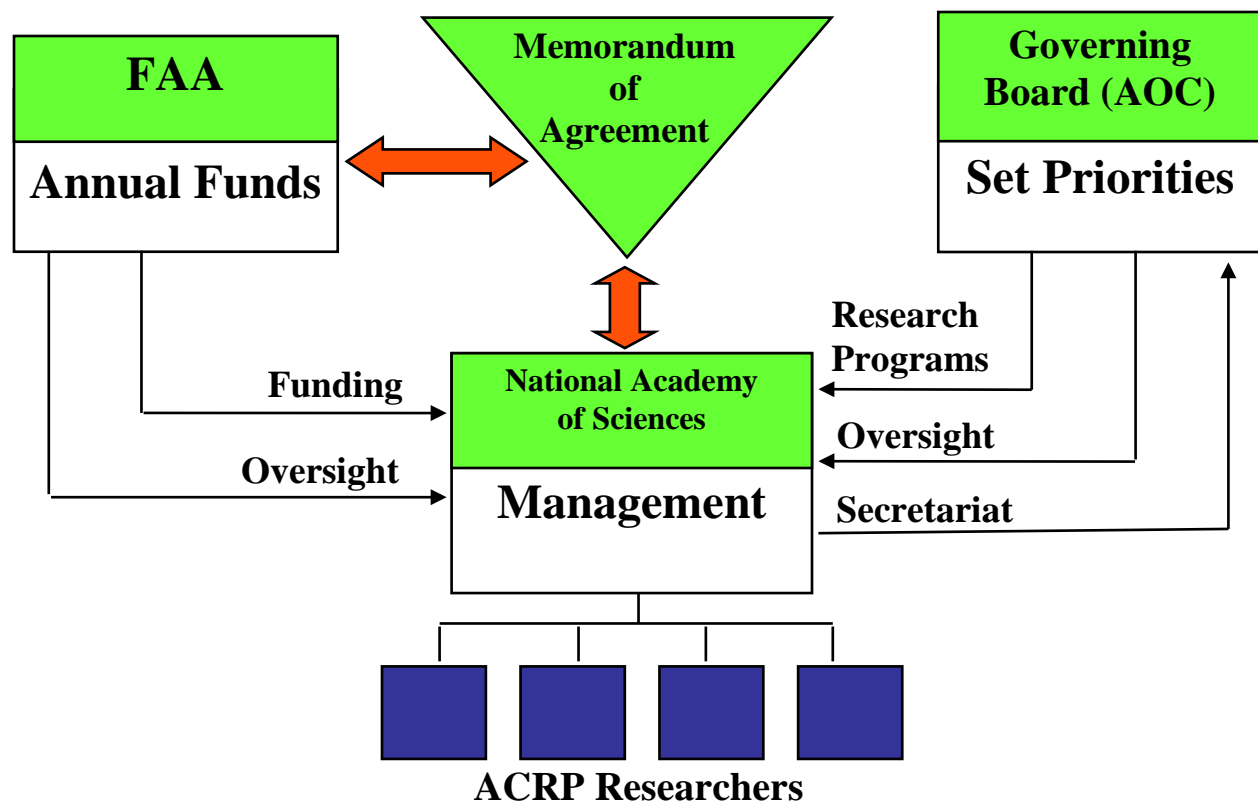 FAA
Annual Funds
Memorandum
of
Agreement
Governing
Board (AOC)
Set Priorities
Research
Programs
Funding
National Academy
of Sciences
Oversight
Oversight
Management
Secretariat
ACRP Researchers